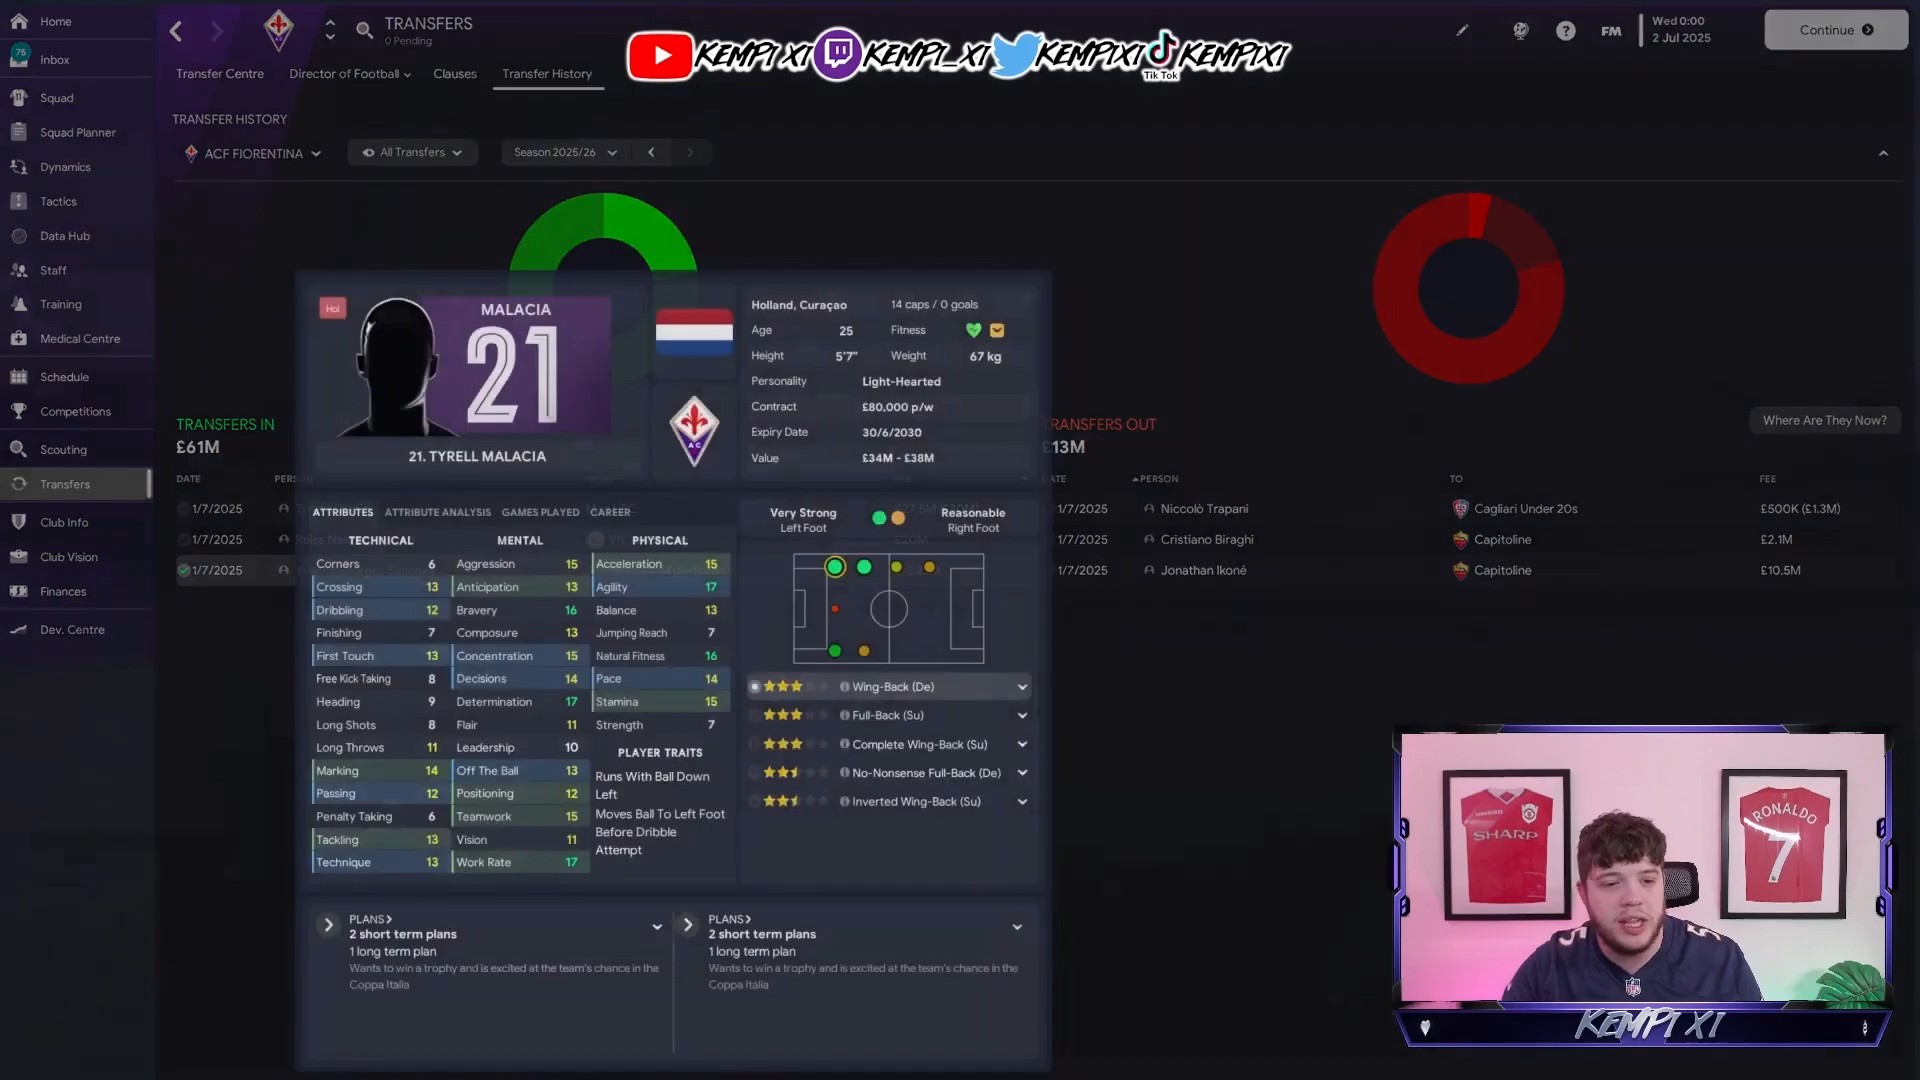 Home
75
Inbox
Squad
Squad Planner
Dynamics
Tactics
Data Hub
Staff
Training
Medical Centre
Schedule
Competitions
Scouting
Transfers
Club Info
Club Vision
Finances
Dev. Centre
TRANSFERS
0 Pending
Transfer Centre
Director of Football
Clauses
Transfer History
KEMPI XI
KEMPI_XI
KEMPIXI
Tik Tok
KEMPIXI
FM
Wed 0:00
2 Jul 2025
Continue
TRANSFER HISTORY
ACF FIORENTINA
All Transfers
Season 2025/26
TRANSFERS IN
£61M
DATE
1/7/2025
1/7/2025
1/7/2025
Hol
MALACIA
21
21. TYRELL MALACIA
Holland, Curaçao
14 caps / 0 goals
Age 25 Fitness
Height 5'7" Weight 67 kg
Personality Light-Hearted
Contract £80,000 p/w
Expiry Date 30/6/2030
Value £34M - £38M
ATTRIBUTES ATTRIBUTE ANALYSIS GAMES PLAYED CAREER
TECHNICAL
Corners 6
Crossing 13
Dribbling 12
Finishing 7
First Touch 13
Free Kick Taking 8
Heading 9
Long Shots 8
Long Throws 11
Marking 14
Passing 12
Penalty Taking 6
Tackling 13
Technique 13
MENTAL
Aggression 15
Anticipation 13
Bravery 16
Composure 13
Concentration 15
Decisions 14
Determination 17
Flair 11
Leadership 10
Off The Ball 13
Positioning 12
Teamwork 15
Vision 11
Work Rate 17
PHYSICAL
Acceleration 15
Agility 17
Balance 13
Jumping Reach 7
Natural Fitness 16
Pace 14
Stamina 15
Strength 7
PLAYER TRAITS
Runs With Ball Down
Left
Moves Ball To Left Foot
Before Dribble
Attempt
Very Strong
Left Foot
Reasonable
Right Foot
Wing-Back (De)
Full-Back (Su)
Complete Wing-Back (Su)
No-Nonsense Full-Back (De)
Inverted Wing-Back (Su)
PLANS
2 short term plans
1 long term plan
Wants to win a trophy and is excited at the team's chance in the
Coppa Italia
PLANS
2 short term plans
1 long term plan
Wants to win a trophy and is excited at the team's chance in the
Coppa Italia
RANSFERS OUT
£13M
Where Are They Now?
PERSON TO FEE
1/7/2025 Niccolò Trapani Cagliari Under 20s £500K (£1.3M)
1/7/2025 Cristiano Biraghi Capitoline £2.1M
1/7/2025 Jonathan Ikoné Capitoline £10.5M
SHARP
RONALDO
7
KEMPI XI